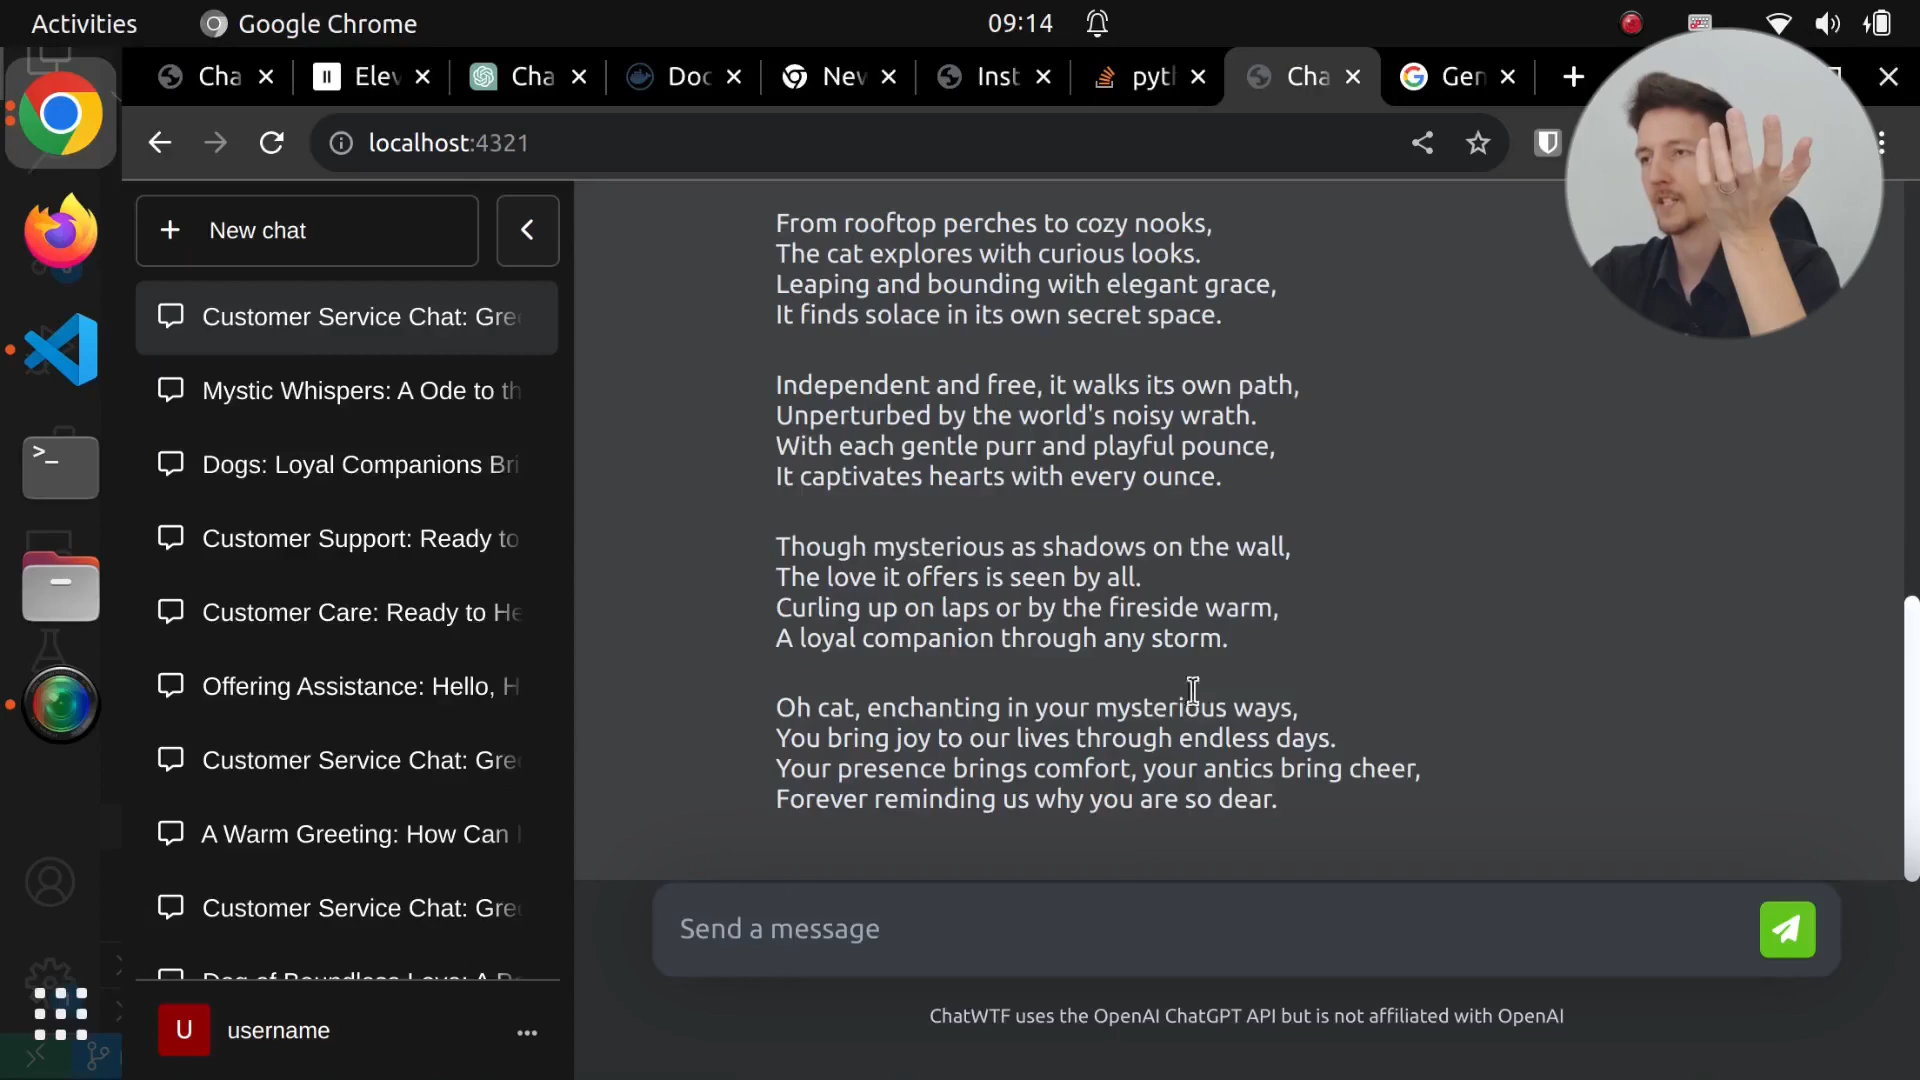 Activities
Google Chrome
09:14
Cha
Elev
Cha
Doc
Nev
Inst
pytl
Cha
Gen
localhost:4321
New chat
Customer Service Chat: Gre
Mystic Whispers: A Ode to th
Dogs: Loyal Companions Bri
Customer Support: Ready to
Customer Care: Ready to He
Offering Assistance: Hello, H
Customer Service Chat: Gre
A Warm Greeting: How Can
Customer Service Chat: Gre
Dog of Boundless Love: A
U
username
From rooftop perches to cozy nooks,
The cat explores with curious looks.
Leaping and bounding with elegant grace,
It finds solace in its own secret space.
Independent and free, it walks its own path,
Unperturbed by the world's noisy wrath.
With each gentle purr and playful pounce,
It captivates hearts with every ounce.
Though mysterious as shadows on the wall,
The love it offers is seen by all.
Curling up on laps or by the fireside warm,
A loyal companion through any storm.
Oh cat, enchanting in your mysterious ways,
You bring joy to our lives through endless days.
Your presence brings comfort, your antics bring cheer,
Forever reminding us why you are so dear.
Send a message
ChatWTF uses the OpenAI ChatGPT API but is not affiliated with OpenAI